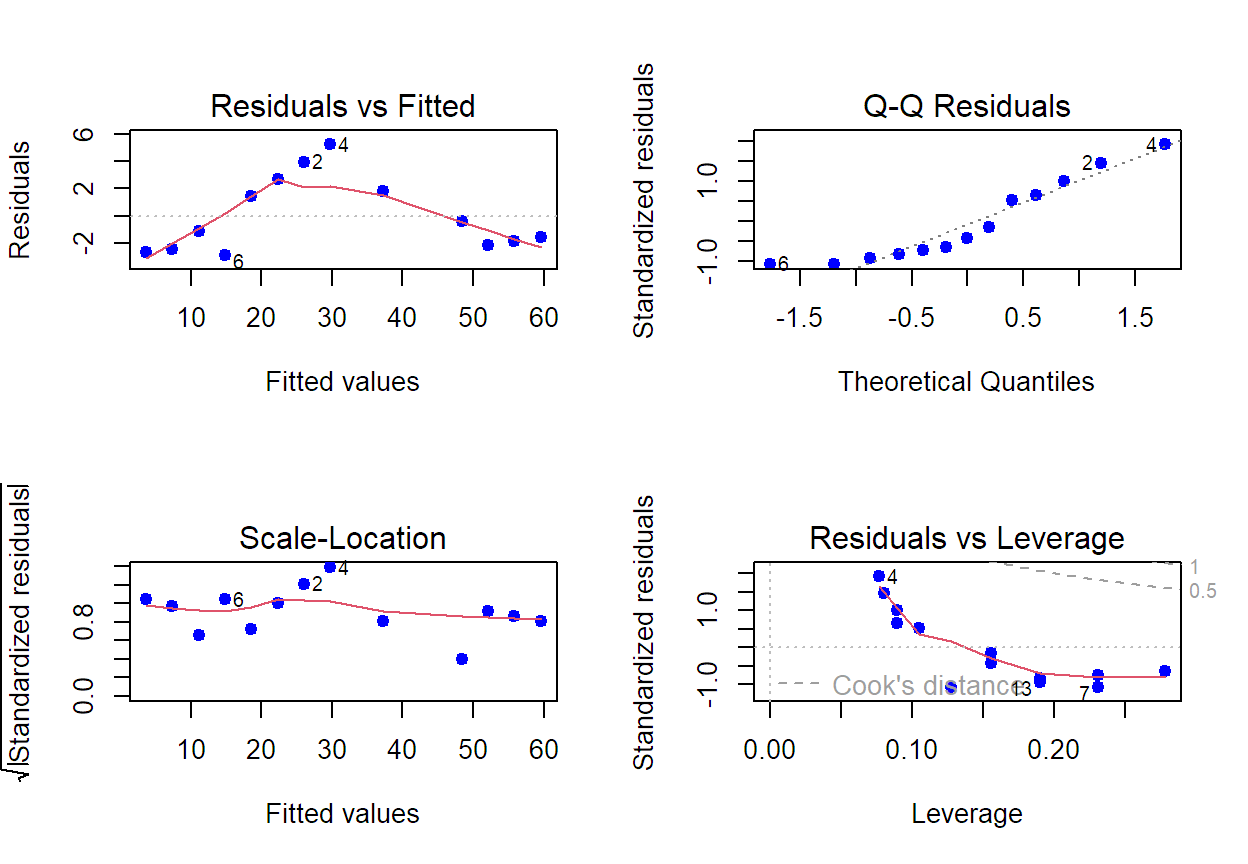 Residuals vs Fitted
Residuals
6
2
-2
4
2
6
10 20 30 40 50 60
Fitted values
Q-Q Residuals
Standardized residuals
1.0
-1.0
4
2
6
-1.5 -0.5 0.5 1.5
Theoretical Quantiles
Scale-Location
√|Standardized residuals|
0.8
0.0
4
2
6
10 20 30 40 50 60
Fitted values
Residuals vs Leverage
Standardized residuals
1.0
-1.0
1
0.5
4
Cook's distance
13
7
0.00 0.10 0.20
Leverage